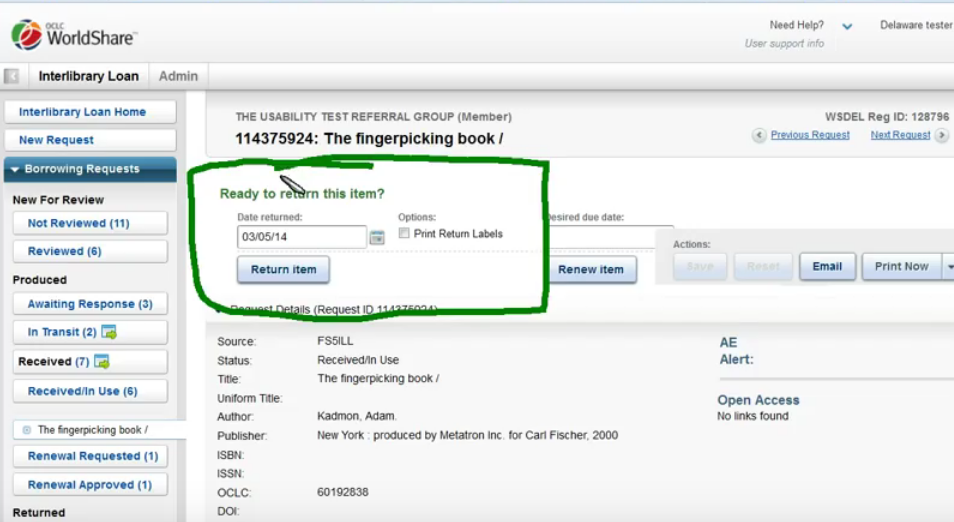 OCLC
WorldShare™
Need Help?
Delaware tester
User support info
Interlibrary Loan
Admin
Interlibrary Loan Home
New Request
Borrowing Requests
New For Review
Not Reviewed (11)
Reviewed (6)
Produced
Awaiting Response (3)
In Transit (2)
Received (7)
Received/In Use (6)
The fingerpicking book /
Renewal Requested (1)
Renewal Approved (1)
Returned
THE USABILITY TEST REFERRAL GROUP (Member)
WSDEL Reg ID: 128796
114375924: The fingerpicking book /
Previous Request
Next Request
Ready to return this item?
Date returned:
Options:
Desired due date:
03/05/14
Print Return Labels
Return item
Renew item
Actions:
Save
Reset
Email
Print Now
Request Details (Request ID 114375924)
Source: FS5ILL
Status: Received/In Use
Title: The fingerpicking book /
Uniform Title:
Author: Kadmon, Adam.
Publisher: New York : produced by Metatron Inc. for Carl Fischer, 2000
ISBN:
ISSN:
OCLC: 60192838
DOI:
AE
Alert:
Open Access
No links found